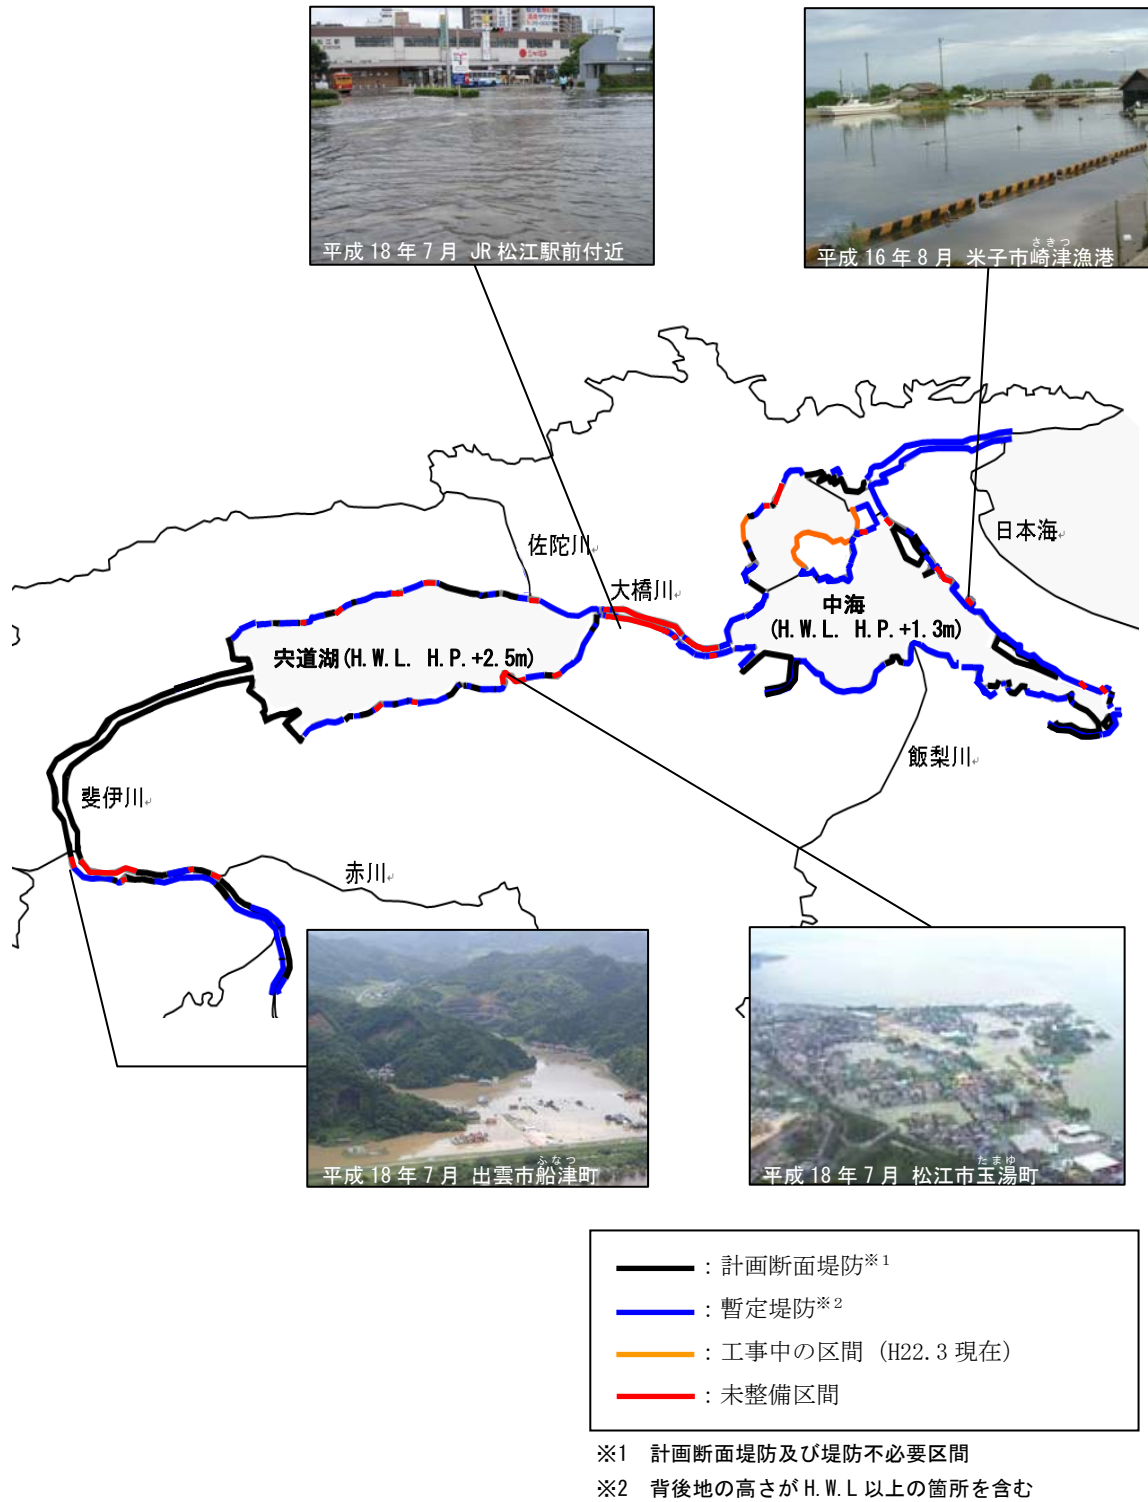 平成 18 年 7 月 JR 松江駅前付近
さきつ
平成 16 年 8 月 米子市崎津漁港
日本海
佐陀川
大橋川
中海
(H.W.L. H.P.+1.3m)
宍道湖(H.W.L. H.P.+2.5m)
飯梨川
斐伊川
赤川
ふなつ
平成 18 年 7 月 出雲市船津町
たまゆ
平成 18 年 7 月 松江市玉湯町
：計画断面堤防※1
：暫定堤防※2
：工事中の区間（H22.3 現在）
：未整備区間
※1 計画断面堤防及び堤防不必要区間
※2 背後地の高さが H.W.L 以上の箇所を含む